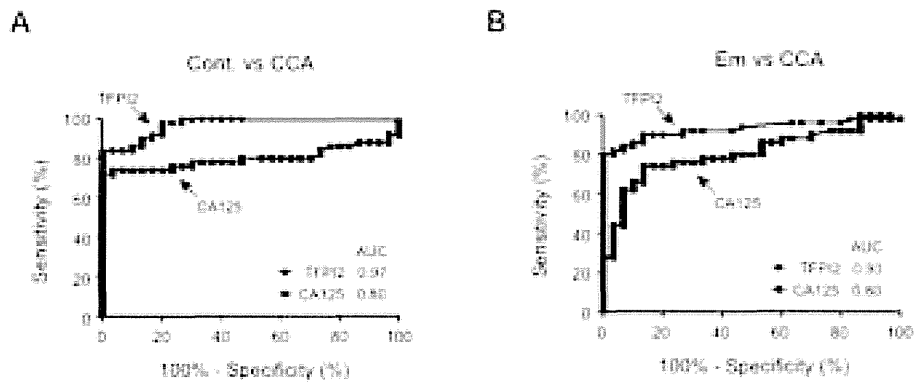 A
Cont. vs CCA
TFPI2
100
80
60
40
20
0
Sensitivity (%)
CA125
AUC
TFPI2 0.97
CA125 0.80
0 20 40 60 80 100
100% - Specificity (%)
B
Em vs CCA
TFPI2
100
80
60
40
20
0
Sensitivity (%)
CA125
AUC
TFPI2 0.93
CA125 0.80
0 20 40 60 80 100
100% - Specificity (%)